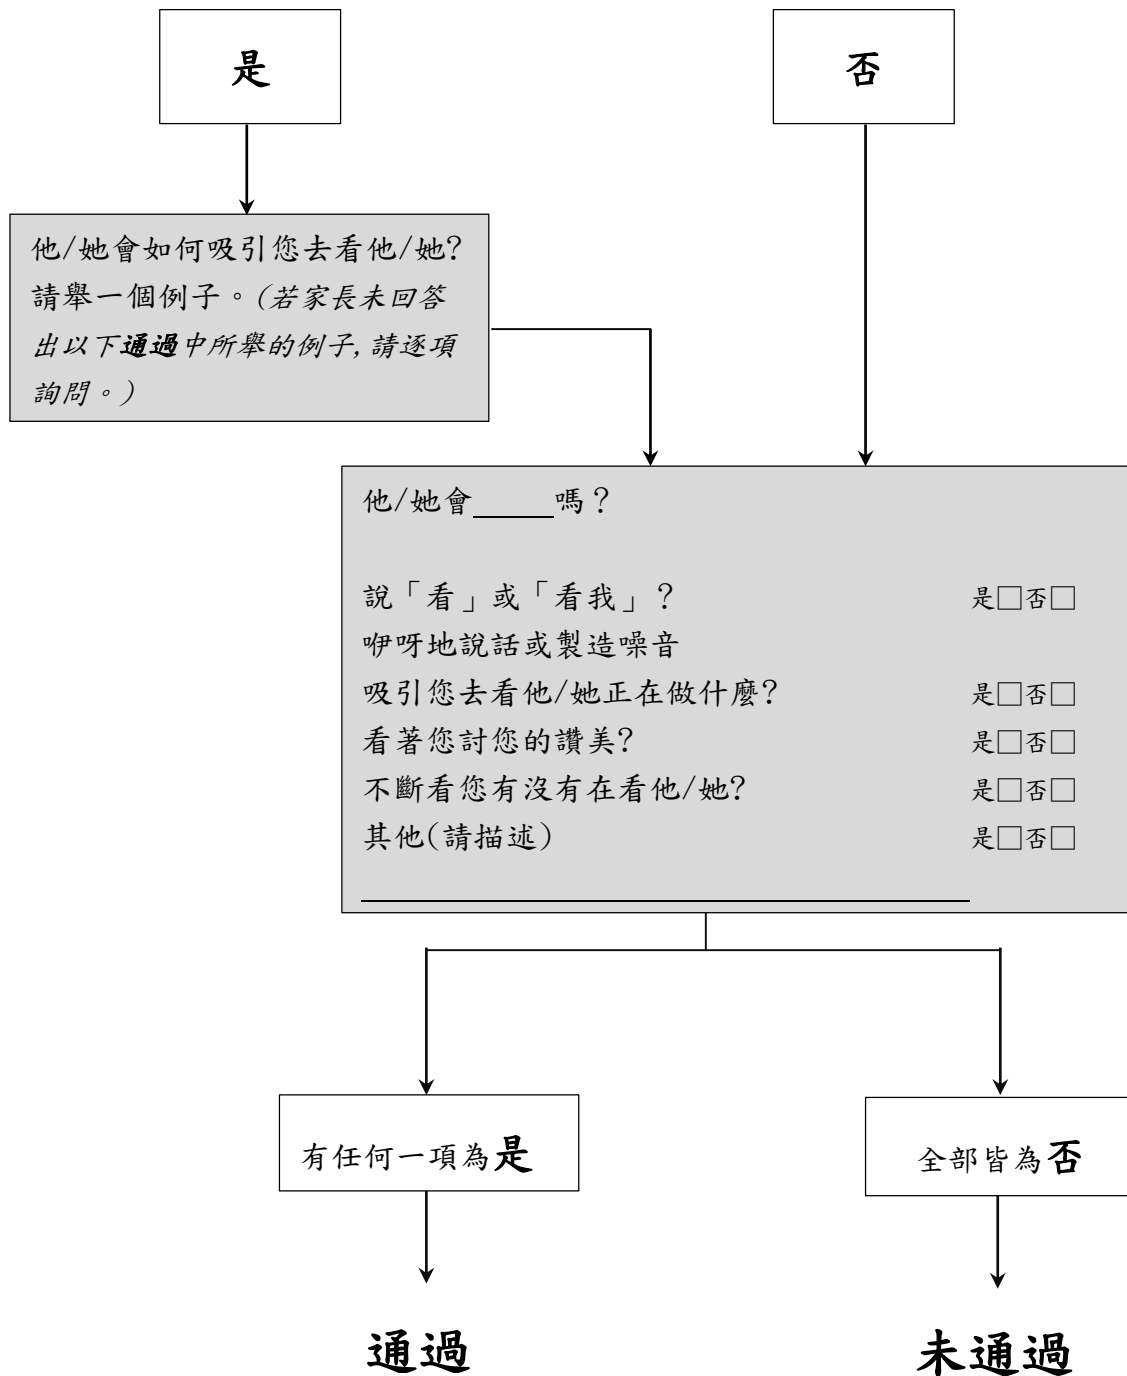 是
否
他/她會如何吸引您去看他/她?
請舉一個例子。(若家長未回答
出以下通過中所舉的例子,請逐項
詢問。)
他/她會_____嗎?
說「看」或「看我」? 是□否□
咿呀地說話或製造噪音
吸引您去看他/她正在做什麼? 是□否□
看著您討您的讚美? 是□否□
不斷看您有沒有在看他/她? 是□否□
其他(請描述) 是□否□
有任何一項為是
全部皆為否
通過
未通過